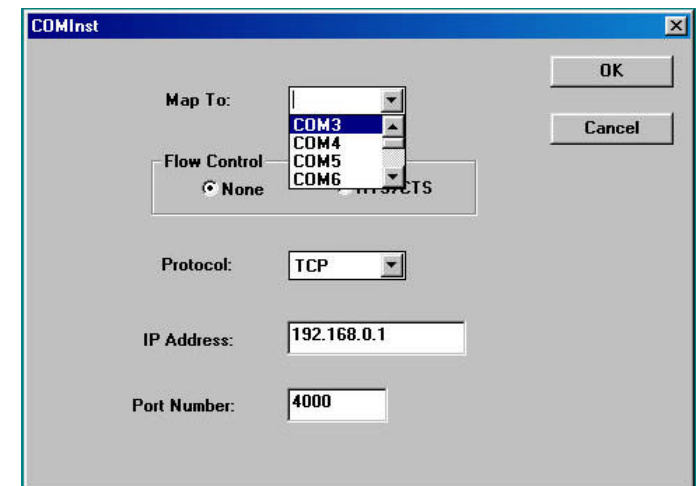 COMInst
OK
Map To:
COM3
Cancel
COM4
COM5
COM6
Flow Control
None
Protocol:
TCP
IP Address:
192.168.0.1
Port Number:
4000